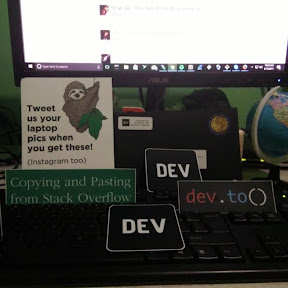 ASUS
Tweet
us your
laptop
pics when
you get these!
(Instagram too)
DEV
Copying and Pasting
from Stack Overflow
dev.to()
DEV